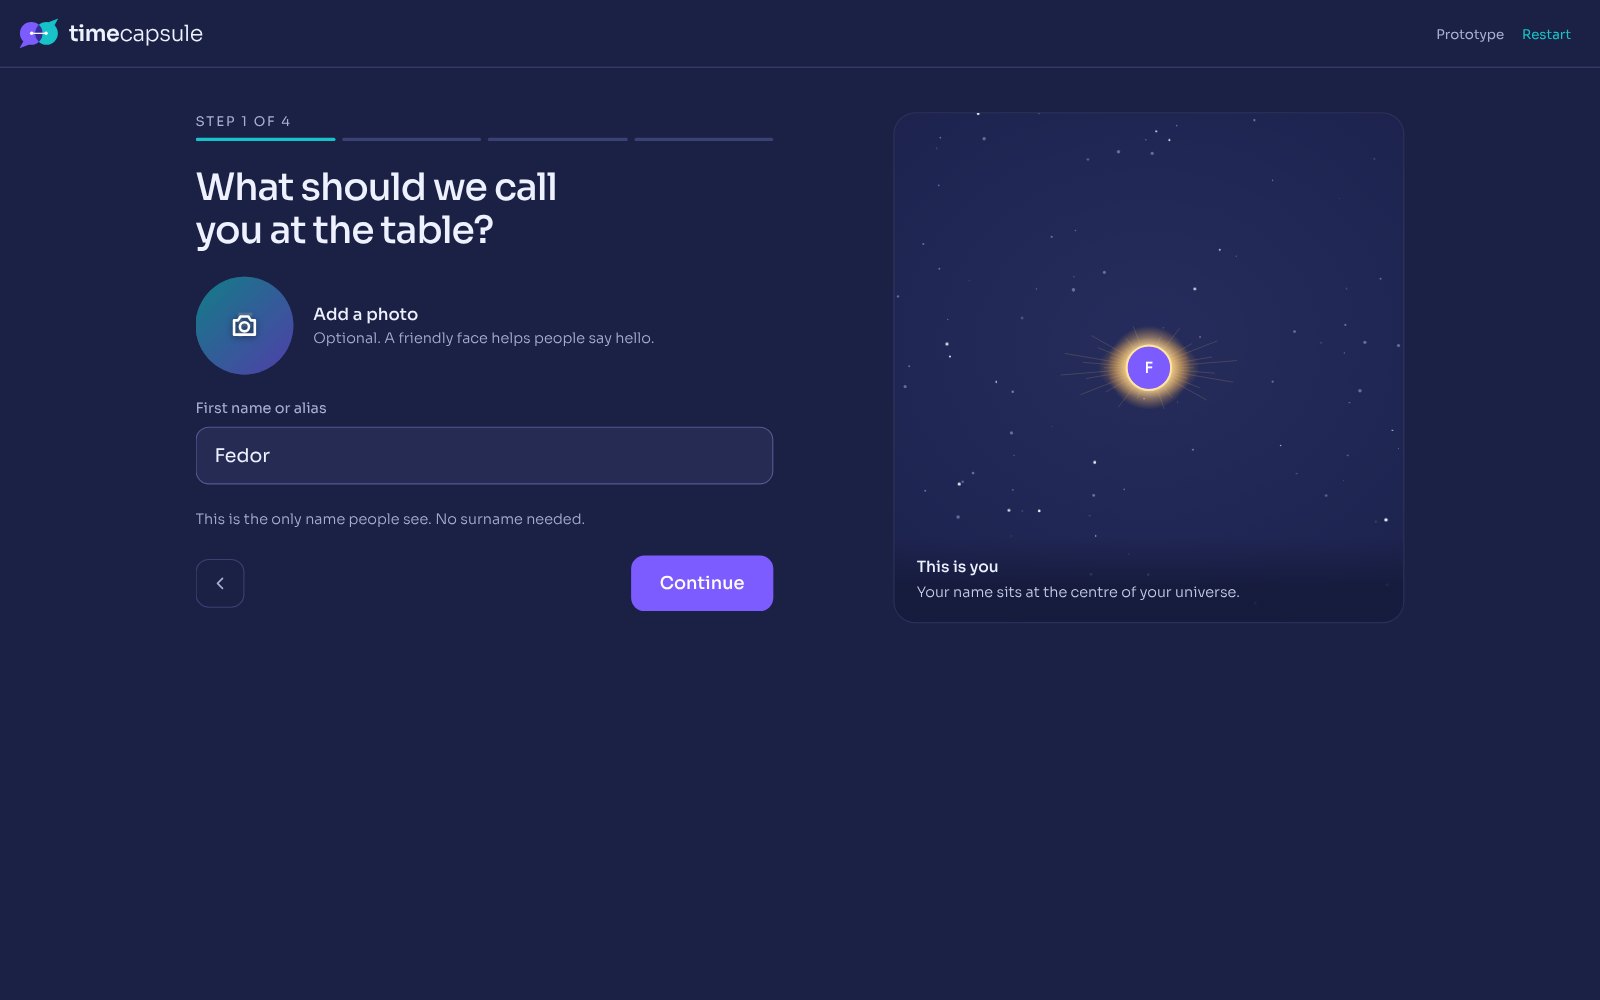 timecapsule
Prototype
Restart
STEP 1 OF 4
What should we call
you at the table?
Add a photo
Optional. A friendly face helps people say hello.
First name or alias
Fedor
This is the only name people see. No surname needed.
Continue
F
This is you
Your name sits at the centre of your universe.